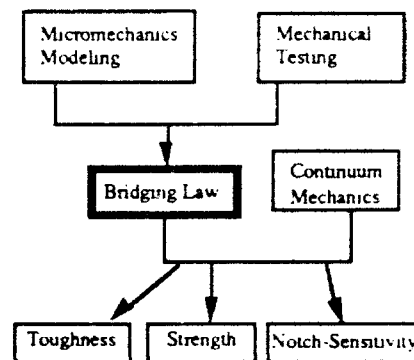 Micromechanics
Modeling
Mechanical
Testing
Bridging Law
Continuum
Mechanics
Toughness
Strength
Notch-Sensitivity